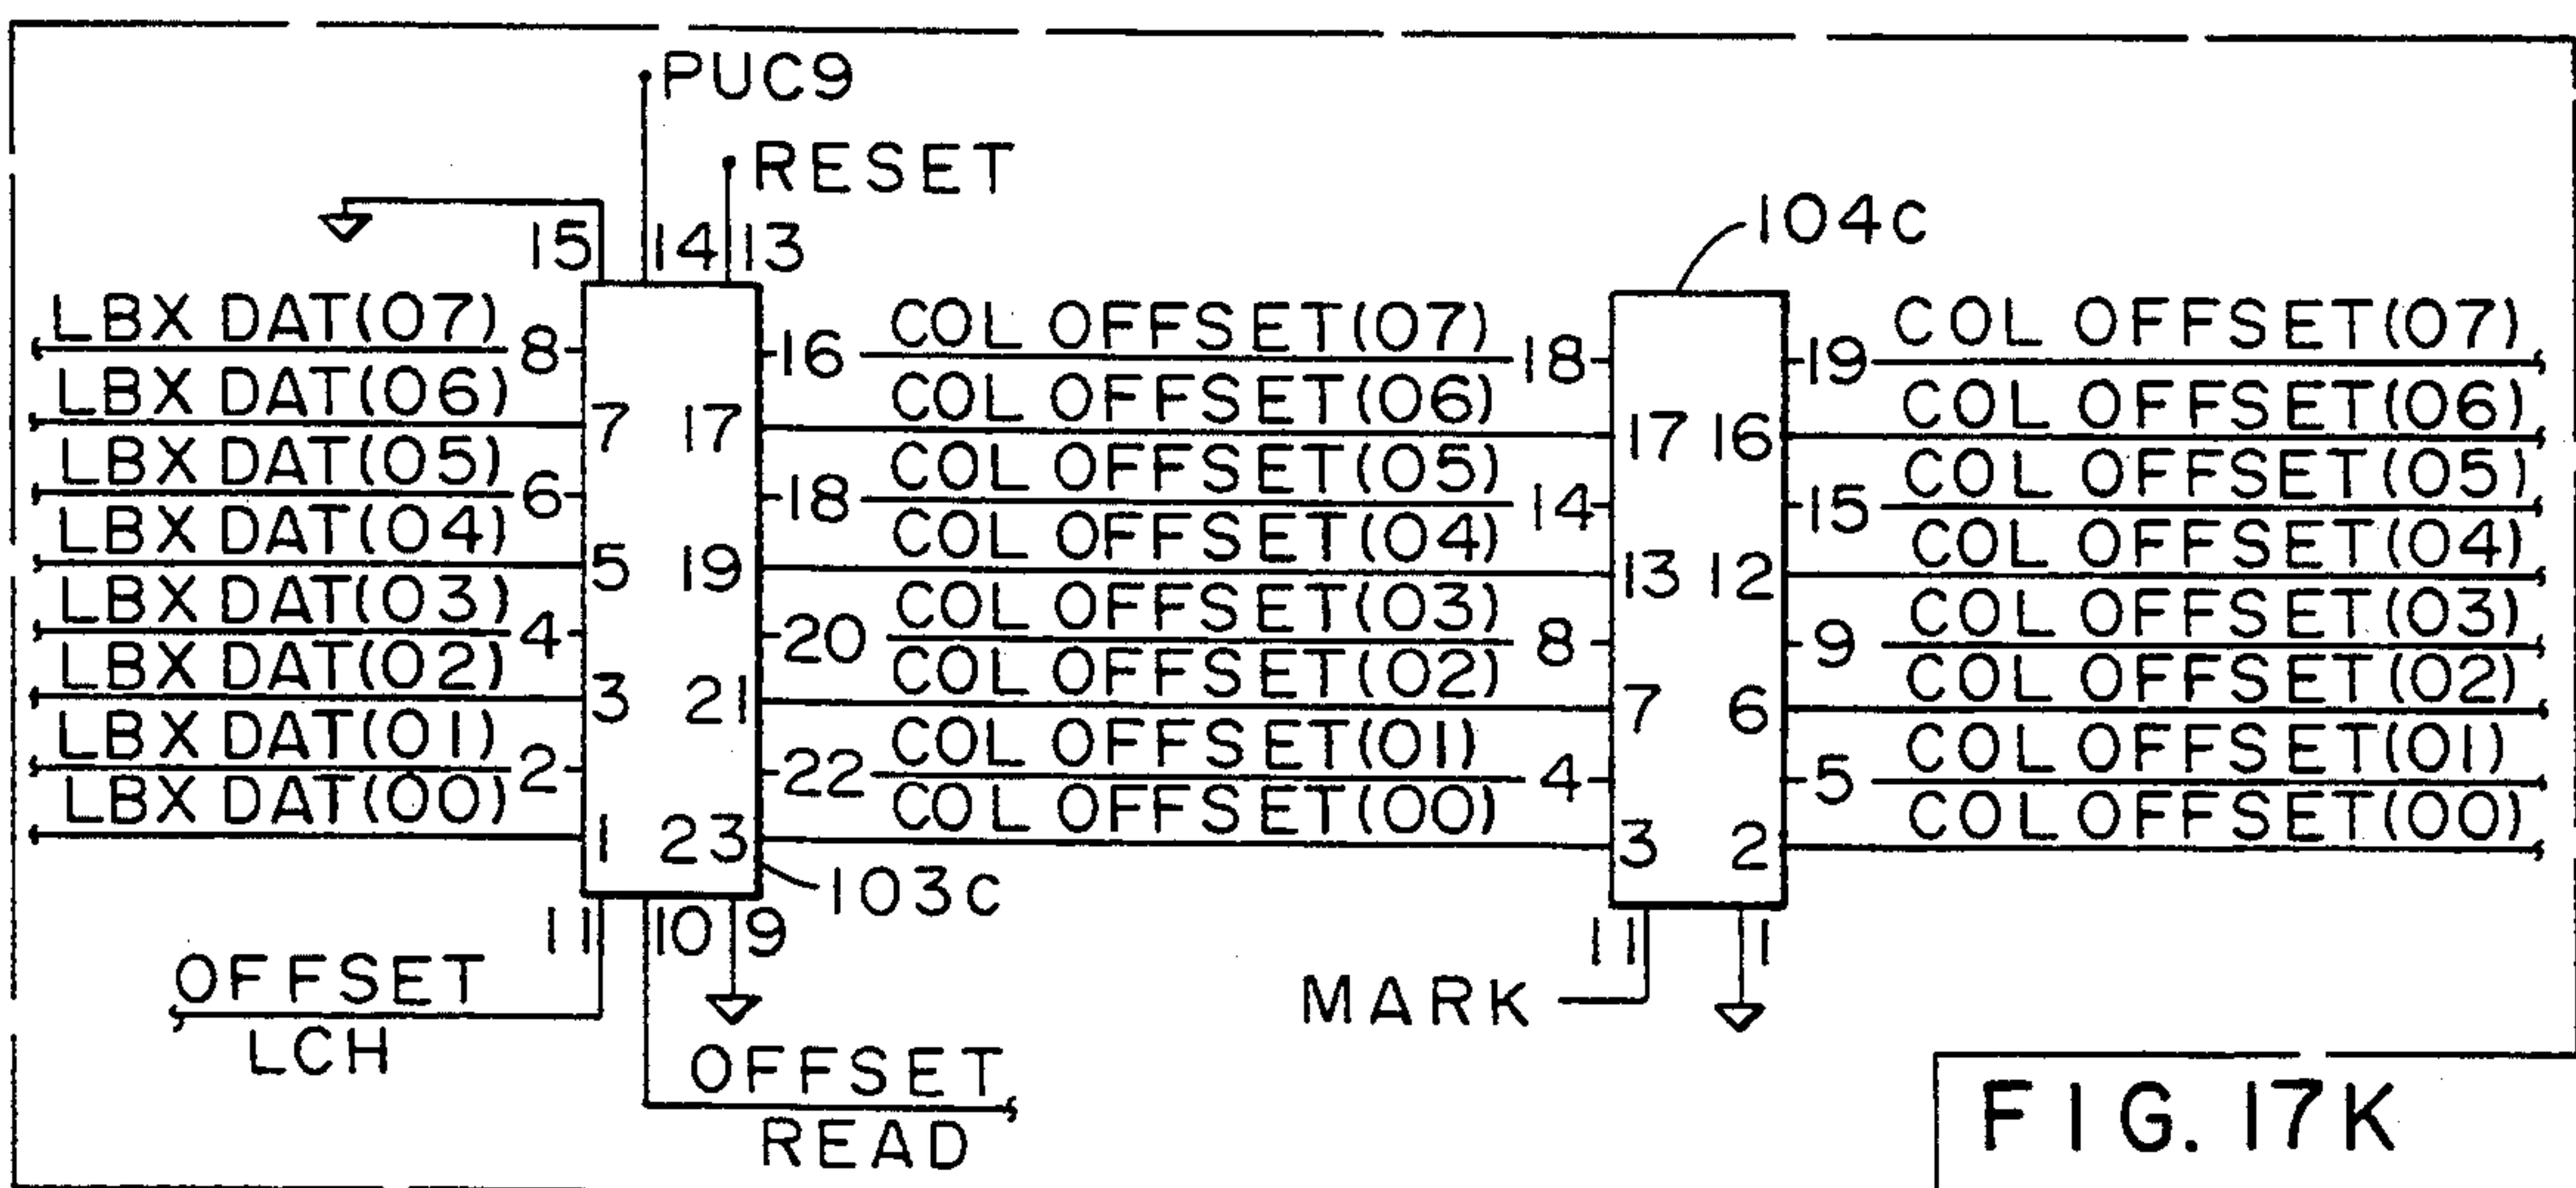 PUC9
RESET
15 14 13
104C
LBX DAT(07) 8 16 COL OFFSET(07) 18 19 COL OFFSET(07)
LBX DAT(06) 7 17 COL OFFSET(06) 17 16 COL OFFSET(06)
LBX DAT(05) 6 18 COL OFFSET(05) 14 15 COL OFFSET(05)
LBX DAT(04) 5 19 COL OFFSET(04) 13 12 COL OFFSET(04)
LBX DAT(03) 4 20 COL OFFSET(03) 8 9 COL OFFSET(03)
LBX DAT(02) 3 21 COL OFFSET(02) 7 6 COL OFFSET(02)
LBX DAT(01) 2 22 COL OFFSET(01) 4 5 COL OFFSET(01)
LBX DAT(00) 1 23 COL OFFSET(00) 3 2 COL OFFSET(00)
103C
11 10 9 11 1
OFFSET
LCH
MARK
OFFSET
READ
FIG. 17K